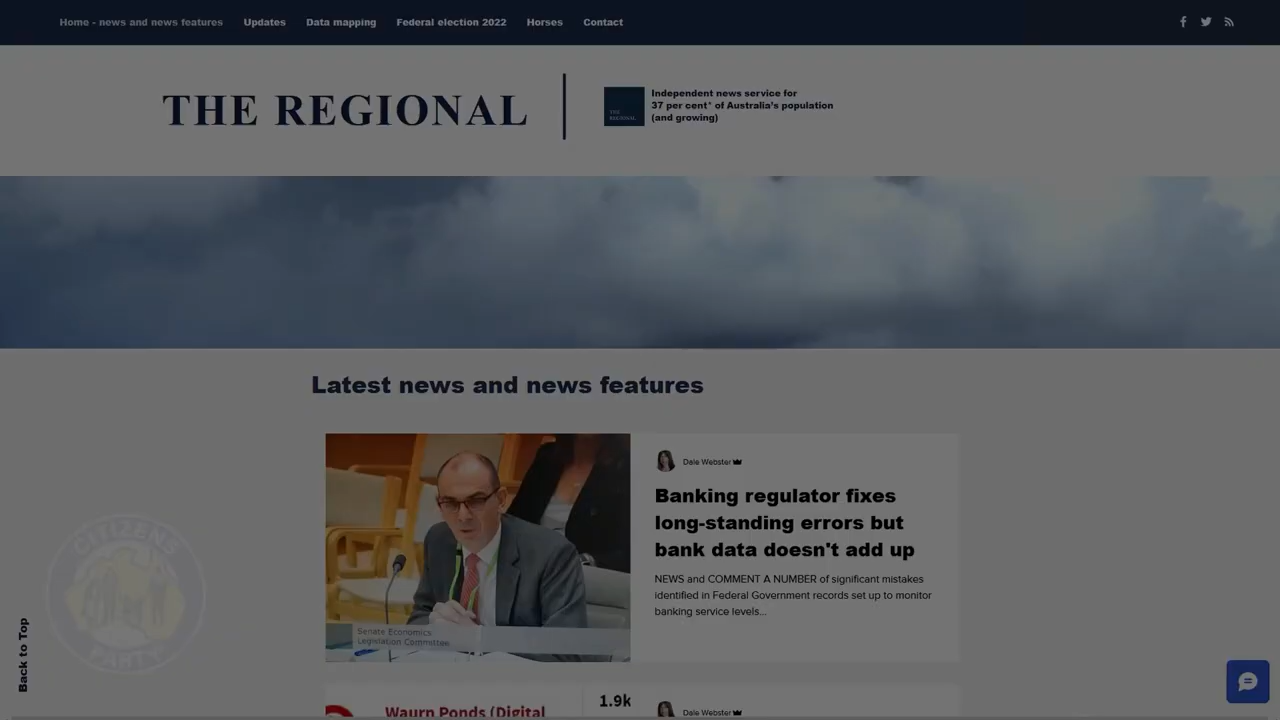 Home - news and news features Updates Data mapping Federal election 2022 Horses Contact
THE REGIONAL
THE
REGIONAL
Independent news service for
37 per cent* of Australia's population
(and growing)
Latest news and news features
Dale Webster
Banking regulator fixes
long-standing errors but
bank data doesn't add up
NEWS and COMMENT A NUMBER of significant mistakes
identified in Federal Government records set up to monitor
banking service levels...
Senate Economics
Legislation Committee
CITIZENS
PARTY
Back to Top
Waurn Ponds (Digital
1.9k
Dale Webster